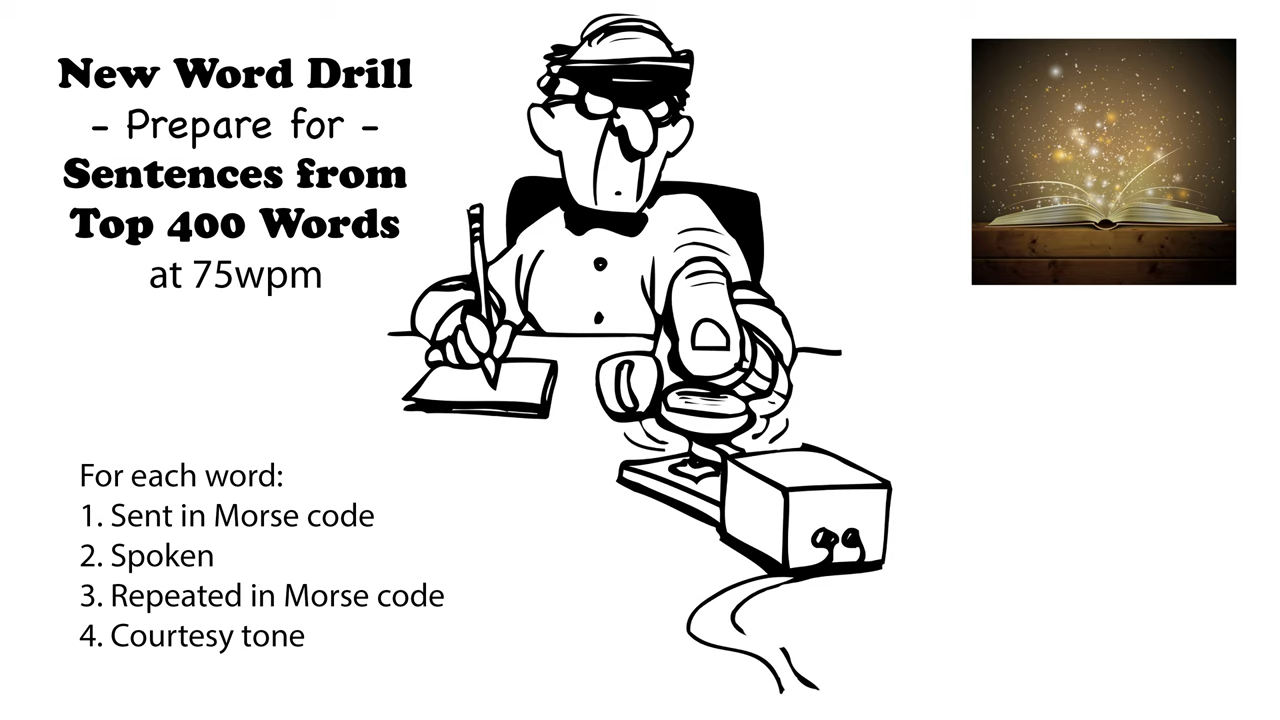 New Word Drill
- Prepare for -
Sentences from
Top 400 Words
at 75wpm
For each word:
1. Sent in Morse code
2. Spoken
3. Repeated in Morse code
4. Courtesy tone